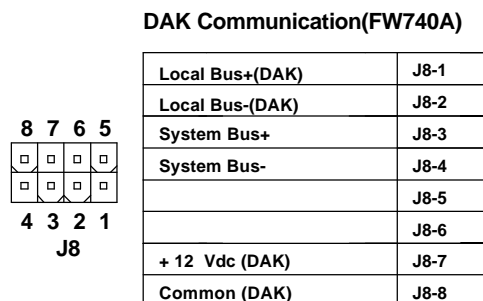 DAK Communication(FW740A)
Local Bus+(DAK) J8-1
Local Bus-(DAK) J8-2
System Bus+ J8-3
System Bus- J8-4
J8-5
J8-6
+ 12 Vdc (DAK) J8-7
Common (DAK) J8-8
8 7 6 5
4 3 2 1
J8